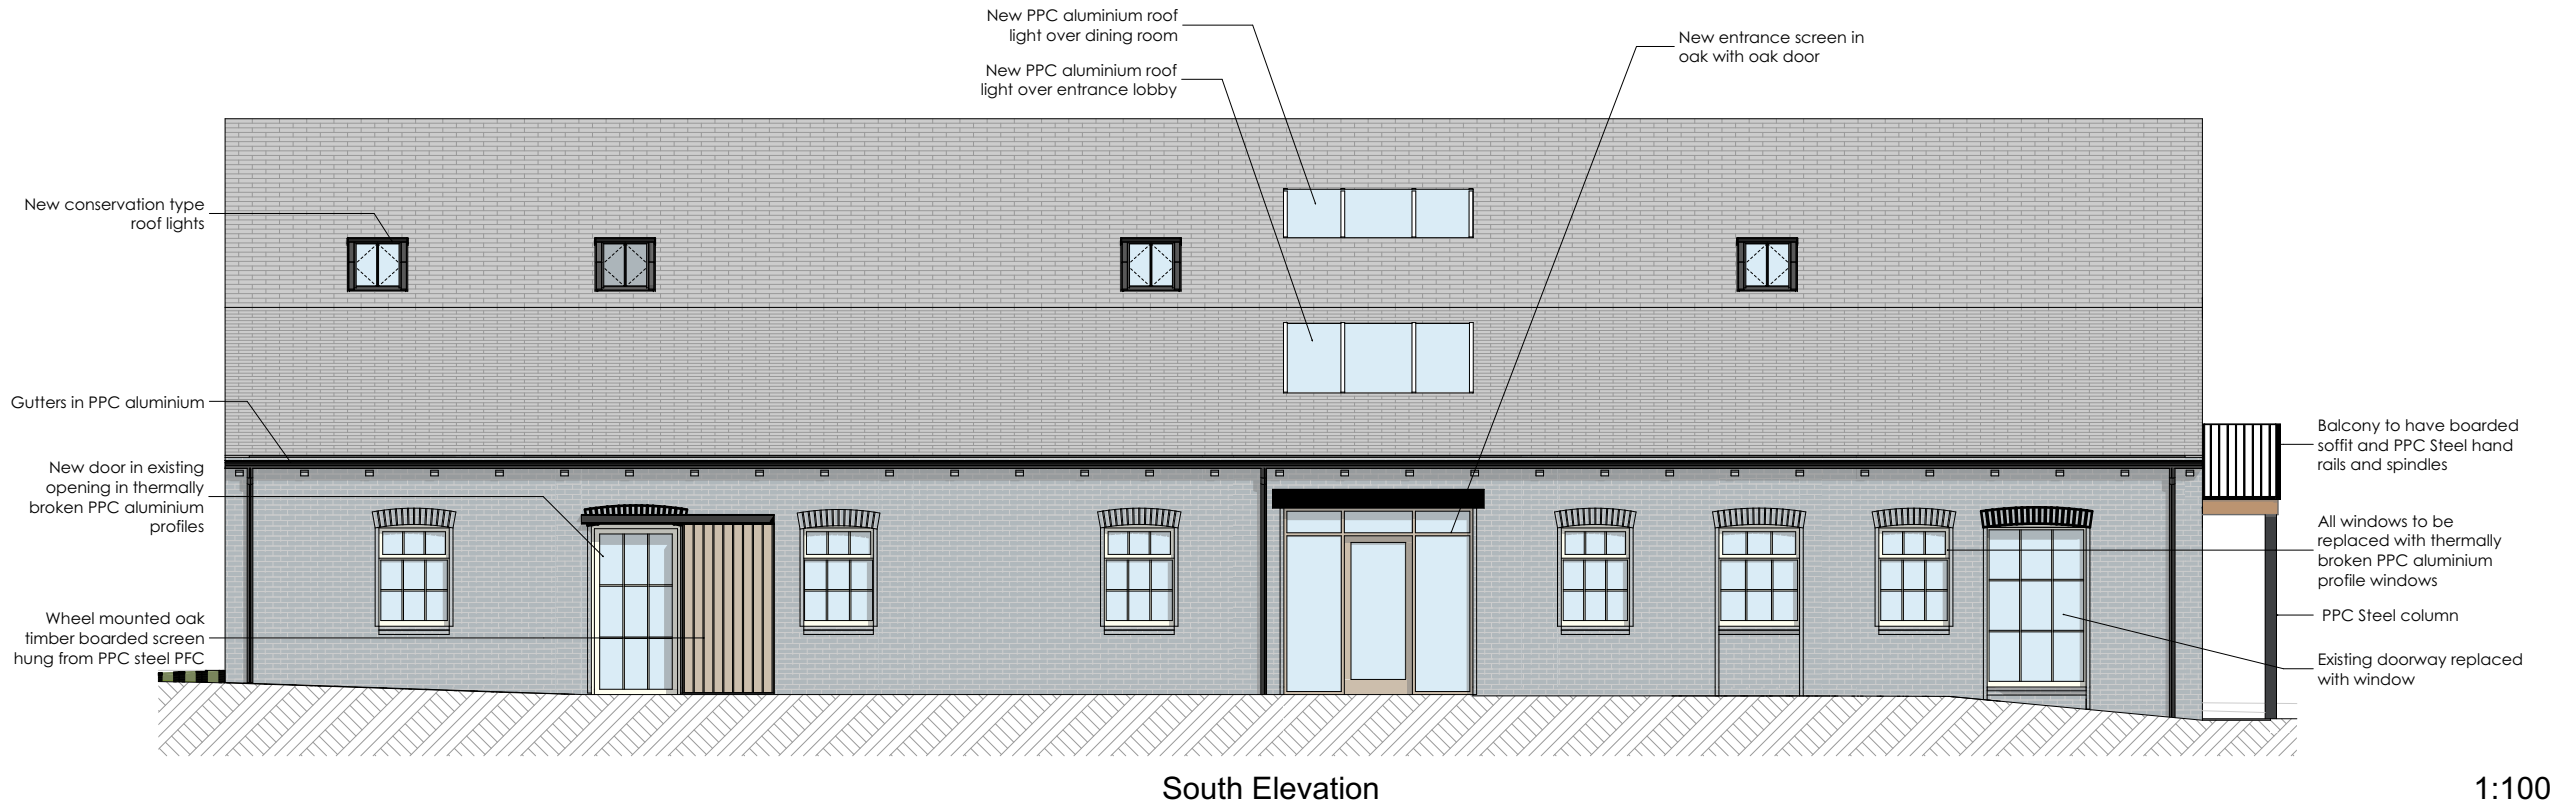 New PPC aluminium roof
light over dining room
New PPC aluminium roof
light over entrance lobby
New entrance screen in
oak with oak door
New conservation type
roof lights
Gutters in PPC aluminium
New door in existing
opening in thermally
broken PPC aluminium
profiles
Wheel mounted oak
timber boarded screen
hung from PPC steel PFC
Balcony to have boarded
soffit and PPC Steel hand
rails and spindles
All windows to be
replaced with thermally
broken PPC aluminium
profile windows
PPC Steel column
Existing doorway replaced
with window
South Elevation
1:100